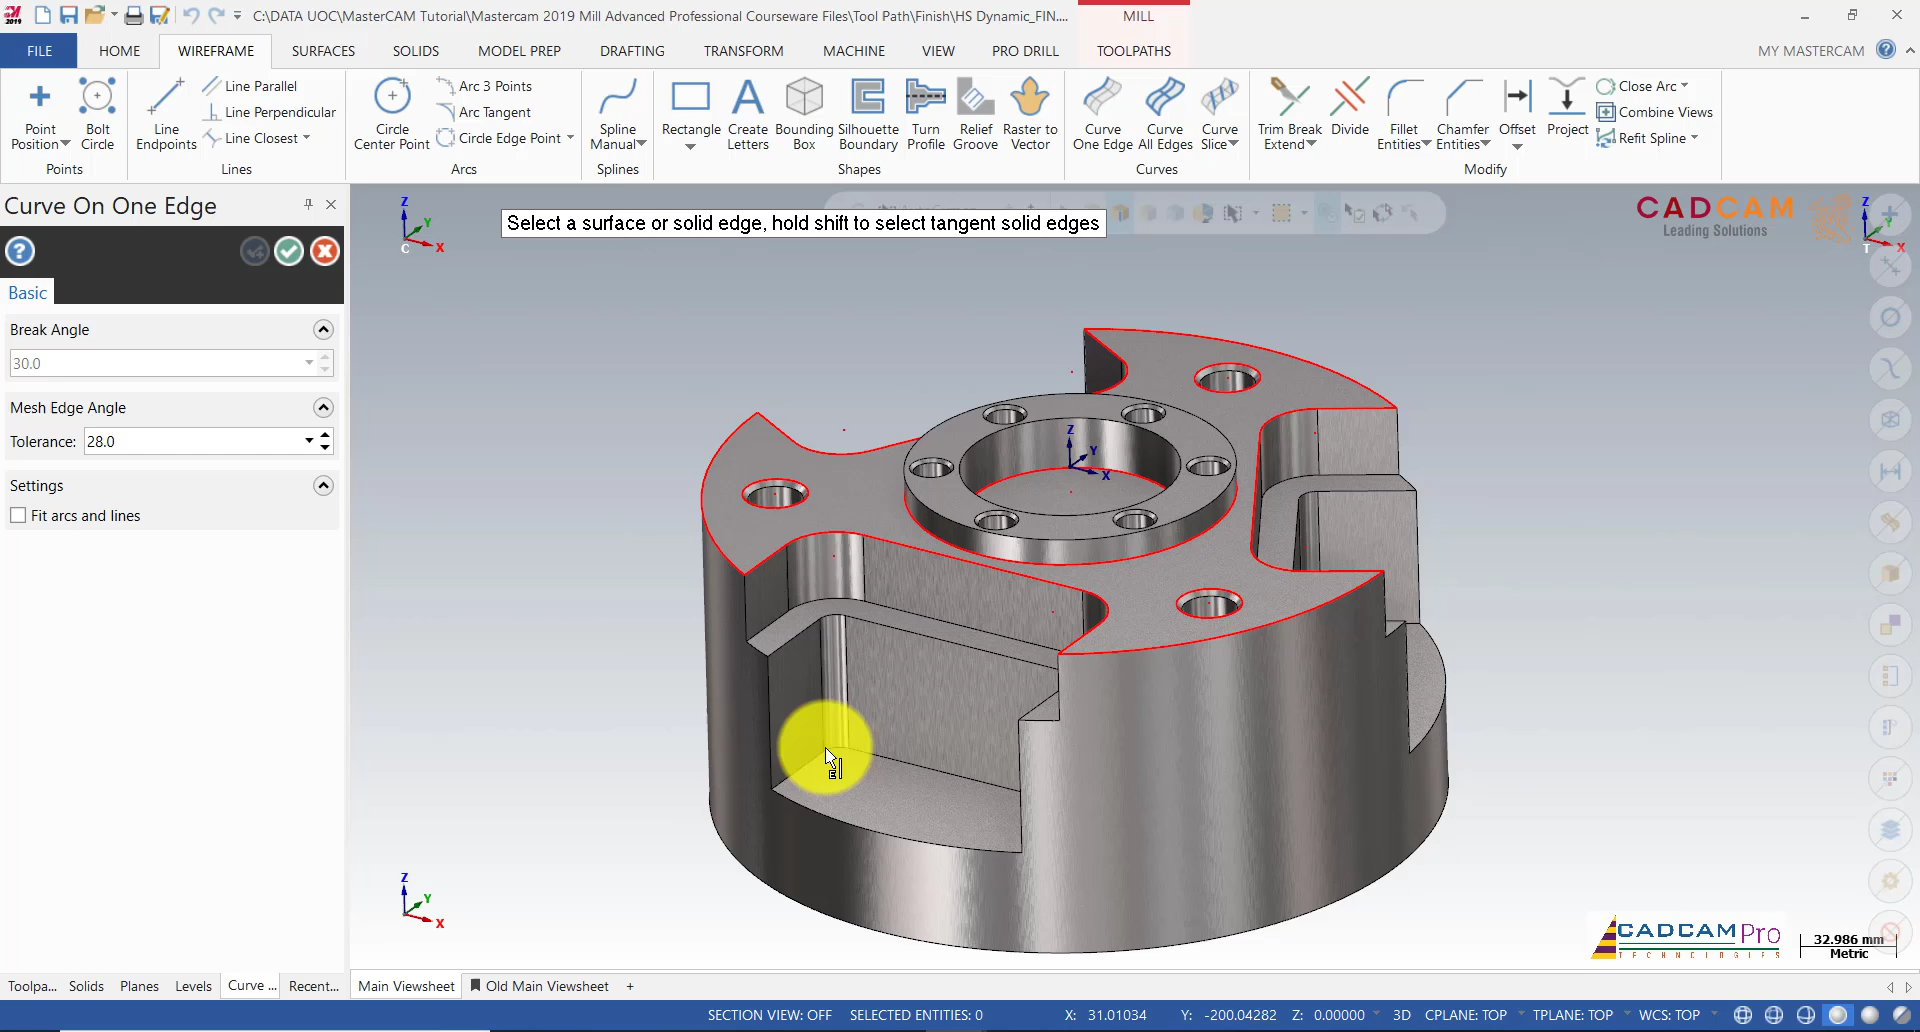 C:\DATA UOC\MasterCAM Tutorial\Mastercam 2019 Mill Advanced Professional Courseware Files\Tool Path\Finish\HS Dynamic_FIN....
MILL
2019
FILE HOME WIREFRAME SURFACES SOLIDS MODEL PREP DRAFTING TRANSFORM MACHINE VIEW PRO DRILL TOOLPATHS MY MASTERCAM
Point Position
Bolt Circle
Points
Line Endpoints
Line Parallel
Line Perpendicular
Line Closest
Lines
Circle Center Point
Arc 3 Points
Arc Tangent
Circle Edge Point
Arcs
Spline Manual
Splines
Rectangle
Create Letters
Bounding Box
Silhouette Boundary
Turn Profile
Relief Groove
Raster to Vector
Shapes
Curve One Edge
Curve All Edges
Curve Slice
Curves
Trim Break Extend
Divide
Fillet Entities
Chamfer Entities
Offset
Project
Close Arc
Combine Views
Refit Spline
Modify
Curve On One Edge
Basic
Break Angle
30.0
Mesh Edge Angle
Tolerance: 28.0
Settings
Fit arcs and lines
Select a surface or solid edge, hold shift to select tangent solid edges
Z
Y
X
C
CADCAM
Leading Solutions
Z
X
T
Z
Y
X
Z
Y
X
CADCAM Pro
TECHNOLOGIES
32.986 mm
Metric
Toolpa... Solids Planes Levels Curve ... Recent... Main Viewsheet Old Main Viewsheet +
SECTION VIEW: OFF SELECTED ENTITIES: 0 X: 31.01034 Y: -200.04282 Z: 0.00000 3D CPLANE: TOP TPLANE: TOP WCS: TOP